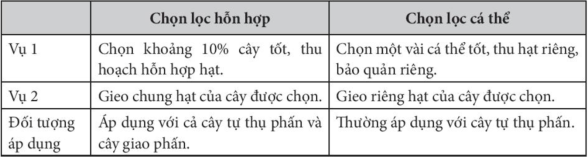 Chọn lọc hỗn hợp
Chọn lọc cá thể
Vụ 1
Chọn khoảng 10% cây tốt, thu
hoạch hỗn hợp hạt.
Chọn một vài cá thể tốt, thu hạt riêng,
bảo quản riêng.
Vụ 2
Gieo chung hạt của cây được chọn.
Gieo riêng hạt của cây được chọn.
Đối tượng
áp dụng
Áp dụng với cả cây tự thụ phấn và
cây giao phấn.
Thường áp dụng với cây tự thụ phấn.